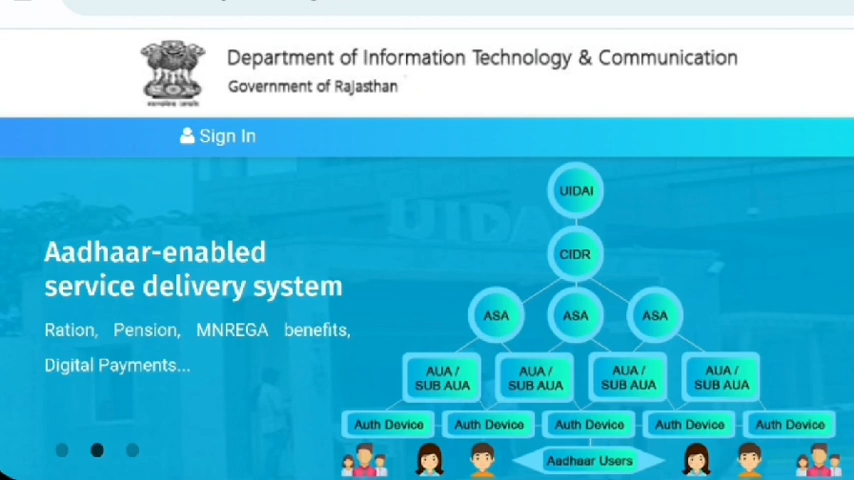 Department of Information Technology & Communication
Government of Rajasthan
Sign In
UIDAI
Aadhaar-enabled
service delivery system
Ration, Pension, MNREGA benefits,
Digital Payments...
UIDAI
CIDR
ASA ASA ASA
AUA / SUB AUA
AUA / SUB AUA
AUA / SUB AUA
AUA / SUB AUA
Auth Device Auth Device Auth Device Auth Device Auth Device
Aadhaar Users